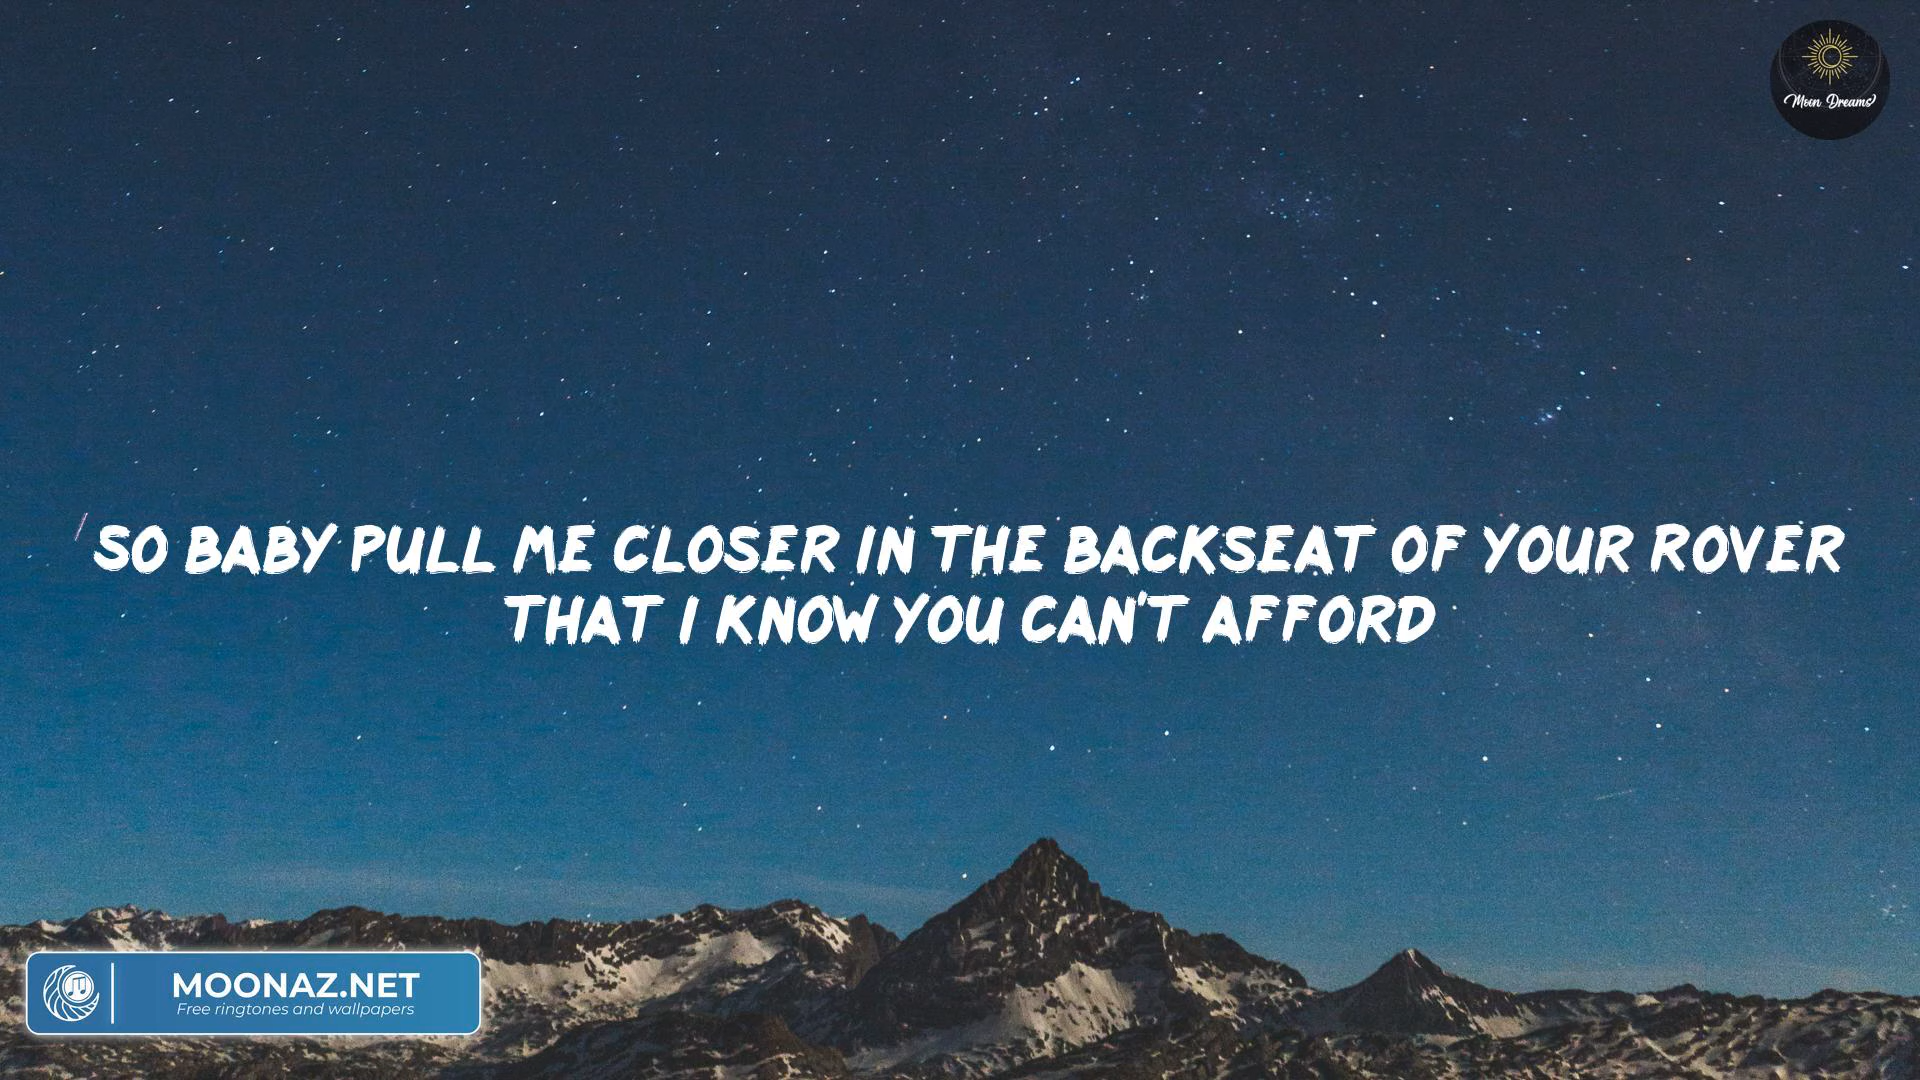 Moon Dreams
SO BABY PULL ME CLOSER IN THE BACKSEAT OF YOUR ROVER
THAT I KNOW YOU CAN'T AFFORD
MOONAZ.NET
Free ringtones and wallpapers